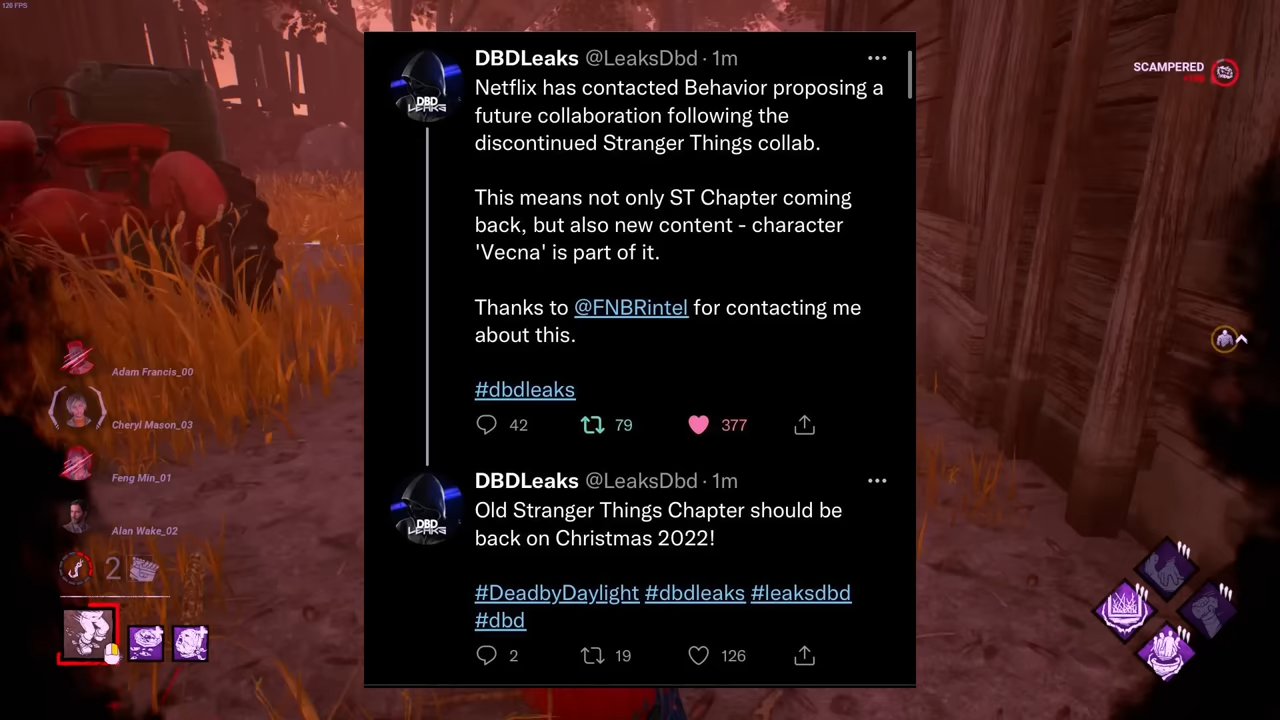 120 FPS
DBDLeaks @LeaksDbd · 1m
Netflix has contacted Behavior proposing a
future collaboration following the
discontinued Stranger Things collab.
This means not only ST Chapter coming
back, but also new content - character
'Vecna' is part of it.
Thanks to @FNBRintel for contacting me
about this.
#dbdleaks
42 79 377
DBD
LEAKS
DBDLeaks @LeaksDbd · 1m
Old Stranger Things Chapter should be
back on Christmas 2022!
#DeadbyDaylight #dbdleaks #leaksdbd
#dbd
2 19 126
DBD
LEAKS
SCAMPERED
Adam Francis_00
Cheryl Mason_03
Feng Min_01
Alan Wake_02
2